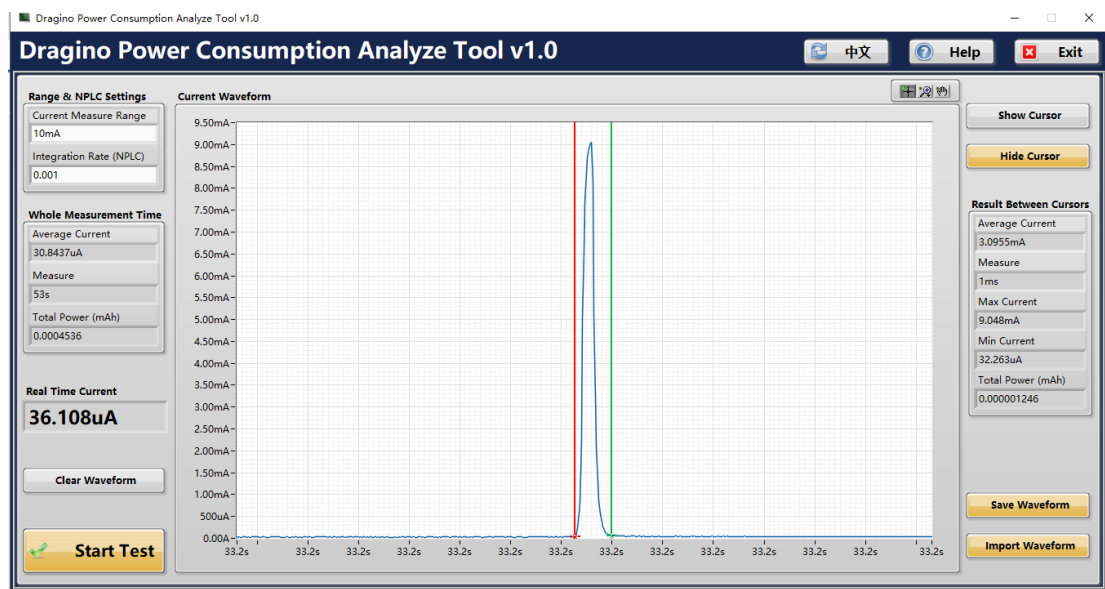 Dragino Power Consumption Analyze Tool v1.0
Dragino Power Consumption Analyze Tool v1.0
中文
Help
Exit
Range & NPLC Settings
Current Measure Range
10mA
Integration Rate (NPLC)
0.001
Whole Measurement Time
Average Current
30.8437uA
Measure
53s
Total Power (mAh)
0.0004536
Real Time Current
36.108uA
Clear Waveform
Start Test
Current Waveform
9.50mA
9.00mA
8.50mA
8.00mA
7.50mA
7.00mA
6.50mA
6.00mA
5.50mA
5.00mA
4.50mA
4.00mA
3.50mA
3.00mA
2.50mA
2.00mA
1.50mA
1.00mA
500uA
0.00A
33.2s 33.2s 33.2s 33.2s 33.2s 33.2s 33.2s 33.2s 33.2s 33.2s 33.2s 33.2s 33.2s 33.2s
Show Cursor
Hide Cursor
Result Between Cursors
Average Current
3.0955mA
Measure
1ms
Max Current
9.048mA
Min Current
32.263uA
Total Power (mAh)
0.000001246
Save Waveform
Import Waveform